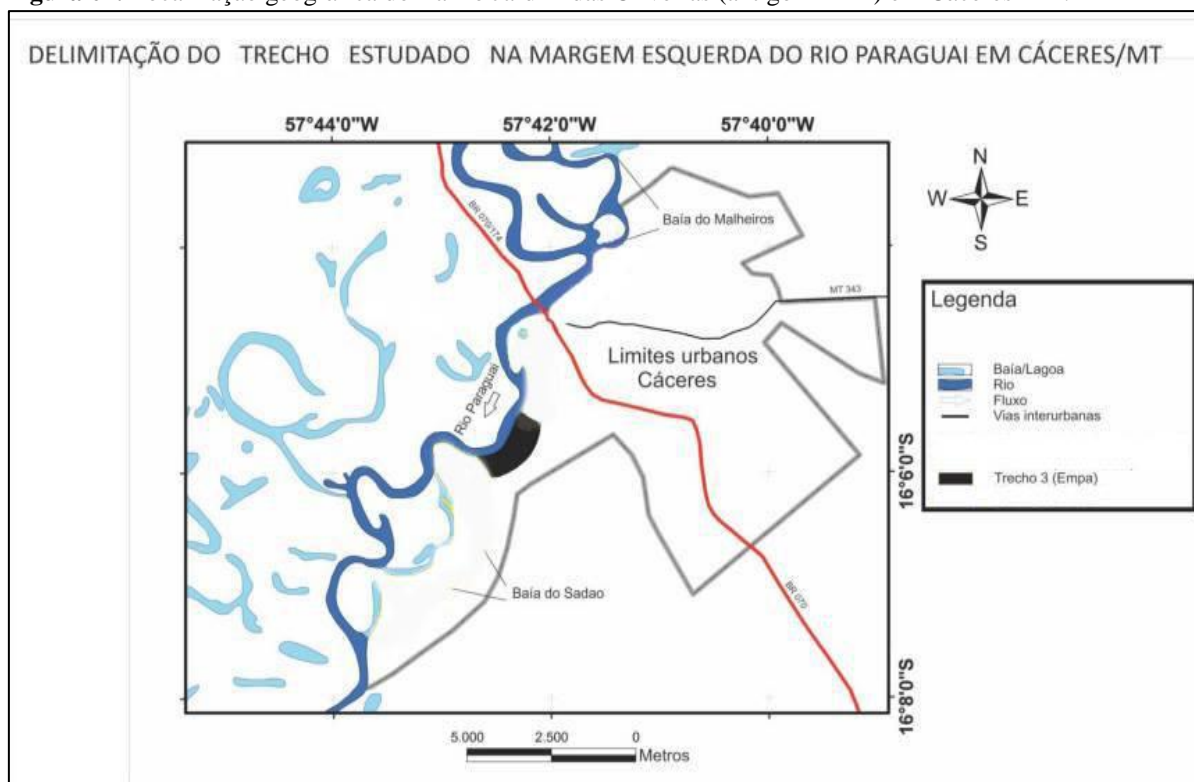 DELIMITAÇÃO DO TRECHO ESTUDADO NA MARGEM ESQUERDA DO RIO PARAGUAI EM CÁCERES/MT
57°44'0"W 57°42'0"W 57°40'0"W
N
W E
S
BR 070/174
Baía do Malheiros
MT 343
Limites urbanos
Cáceres
Rio Paraguai
16°6'0"S
Baía do Sadao
BR 070
16°8'0"S
Legenda
Baía/Lagoa
Rio
Fluxo
Vias interurbanas
Trecho 3 (Empa)
5.000 2.500 0
Metros